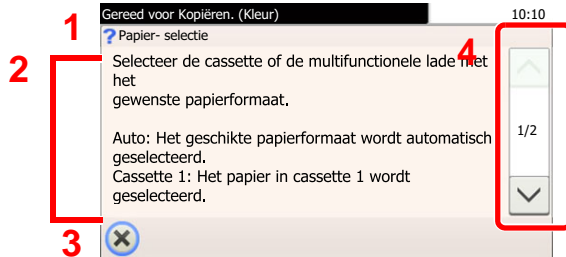 Gereed voor Kopiëren. (Kleur) 10:10
1
? Papier- selectie
2
4
Selecteer de cassette of de multifunctionele lade met
het
gewenste papierformaat.
1/2
Auto: Het geschikte papierformaat wordt automatisch
geselecteerd.
Cassette 1: Het papier in cassette 1 wordt
geselecteerd.
3